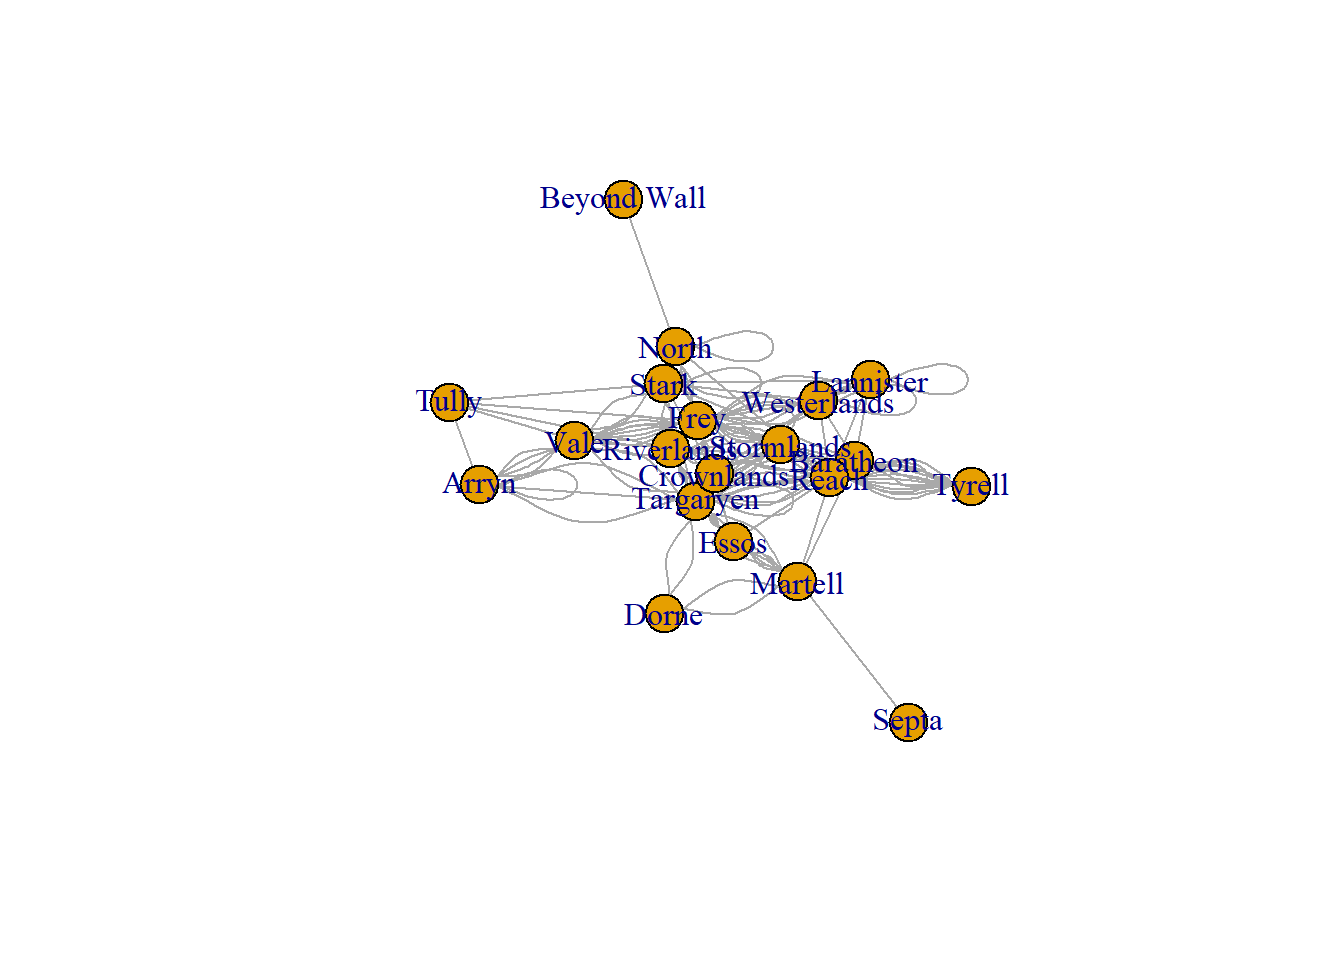 Beyond Wall
North
Stark
Lannister
Tully
Westerlands
Frey
Vale
Riverlands
Stormlands
Baratheon
Crownlands
Reach
Arryn
Tyrell
Targaryen
Essos
Martell
Dorne
Septa